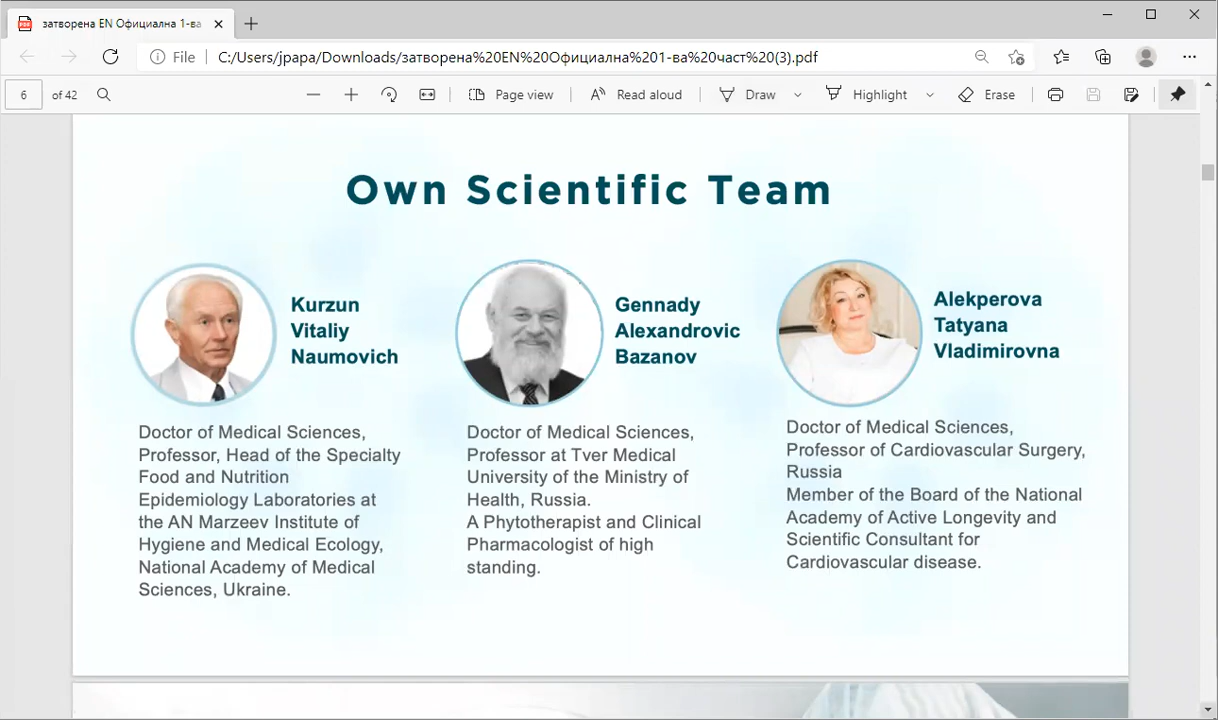 затворена EN Официална 1-ва
File
C:/Users/jpapa/Downloads/затворена%20EN%20Официална%201-ва%20част%20(3).pdf
6 of 42
Page view
Read aloud
Draw
Highlight
Erase
Own Scientific Team
Kurzun
Vitaliy
Naumovich
Doctor of Medical Sciences,
Professor, Head of the Specialty
Food and Nutrition
Epidemiology Laboratories at
the AN Marzeev Institute of
Hygiene and Medical Ecology,
National Academy of Medical
Sciences, Ukraine.
Gennady
Alexandrovic
Bazanov
Doctor of Medical Sciences,
Professor at Tver Medical
University of the Ministry of
Health, Russia.
A Phytotherapist and Clinical
Pharmacologist of high
standing.
Alekperova
Tatyana
Vladimirovna
Doctor of Medical Sciences,
Professor of Cardiovascular Surgery,
Russia
Member of the Board of the National
Academy of Active Longevity and
Scientific Consultant for
Cardiovascular disease.